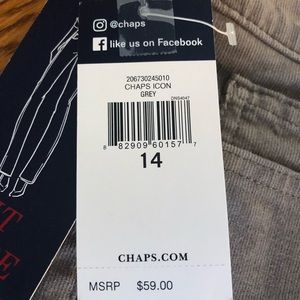 @chaps
like us on Facebook
206730245010
CHAPS ICON
GREY
DNS4047
8 82909 60157 7
14
CHAPS.COM
MSRP $59.00